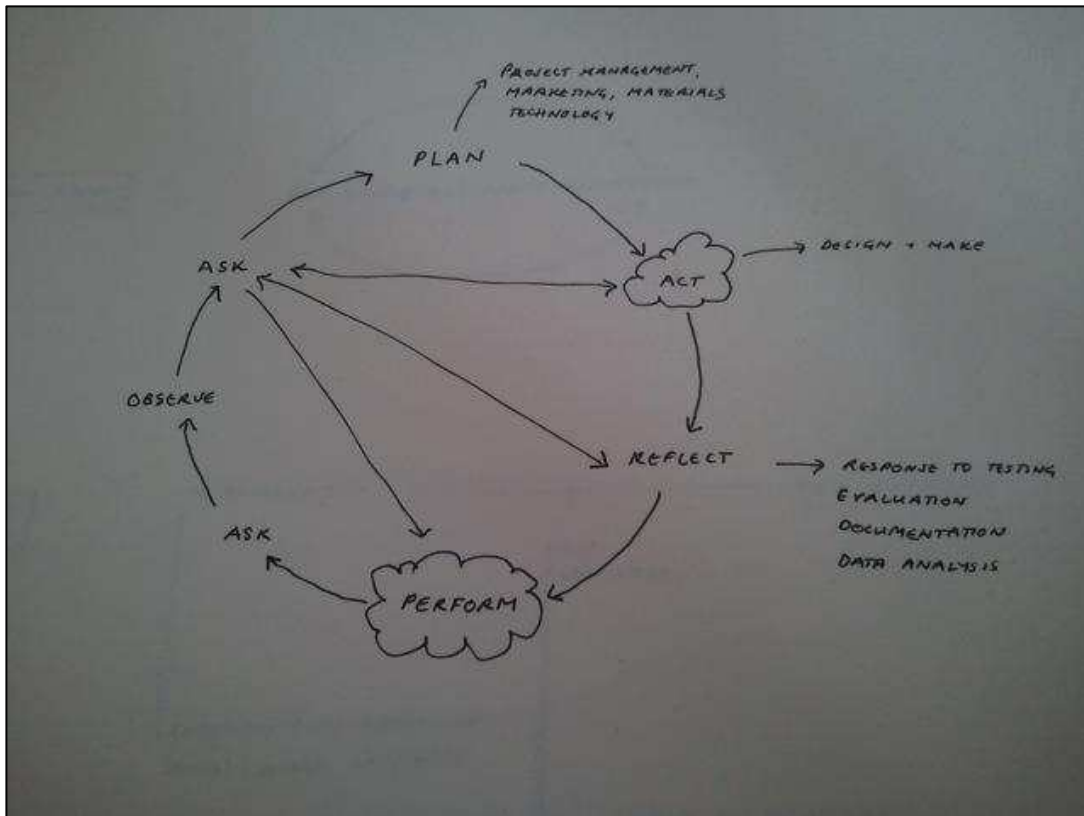 PROJECT MANAGEMENT,
MARKETING, MATERIALS
TECHNOLOGY
PLAN
ASK
ACT
DESIGN + MAKE
OBSERVE
REFLECT
RESPONSE TO TESTING
EVALUATION
DOCUMENTATION
DATA ANALYSIS
ASK
PERFORM